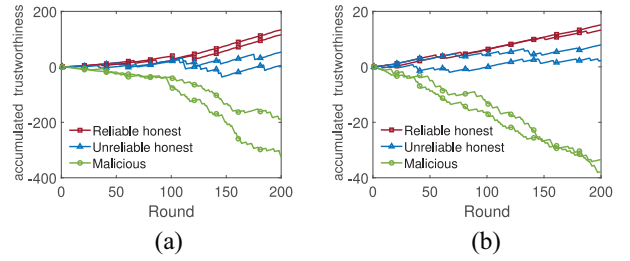 accumulated trustworthiness
200
0
-200
-400
Reliable honest
Unreliable honest
Malicious
0 50 100 150 200
Round
(a)
accumulated trustworthiness
20
0
-20
-40
Reliable honest
Unreliable honest
Malicious
0 50 100 150 200
Round
(b)